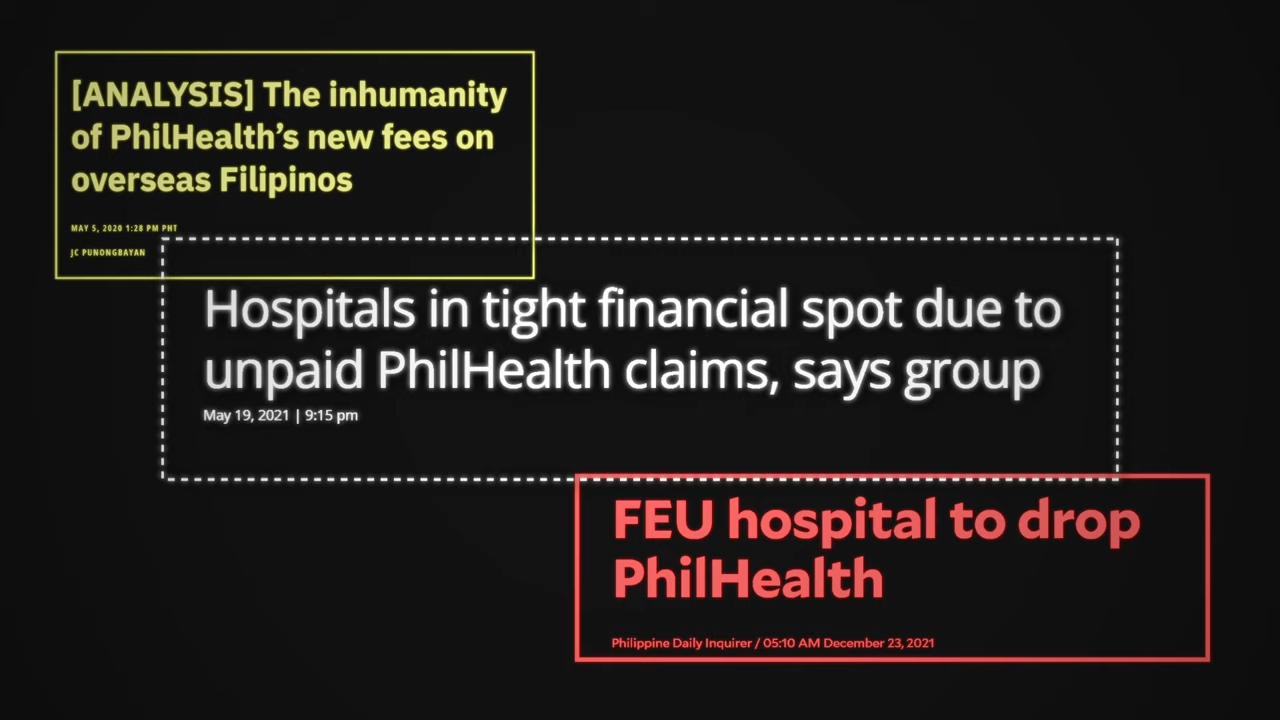 [ANALYSIS] The inhumanity
of PhilHealth’s new fees on
overseas Filipinos
MAY 5, 2020 1:28 PM PHT
JC PUNONGBAYAN
Hospitals in tight financial spot due to
unpaid PhilHealth claims, says group
May 19, 2021 | 9:15 pm
FEU hospital to drop
PhilHealth
Philippine Daily Inquirer / 05:10 AM December 23, 2021